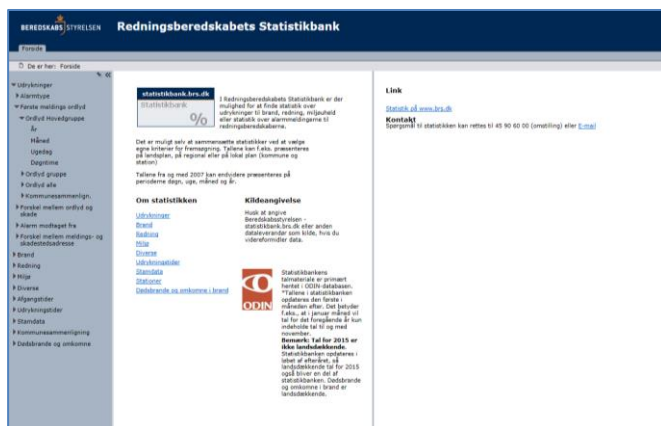 BEREDSKABS STYRELSEN
Redningsberedskabets Statistikbank
Forside
De er her: Forside
Udrykninger
Alarmtype
Første meldings ordlyd
Ordlyd Hovedgruppe
År
Måned
Ugedag
Døgntime
Ordlyd gruppe
Ordlyd alle
Kommunesammenlign.
Forskel mellem ordlyd og
skade
Alarm modtaget fra
Forskel mellem meldings- og
skadestedsadresse
Brand
Redning
Miljø
Diverse
Afgangstider
Udrykningstider
Stamdata
Kommunesammenligning
Dødsbrande og omkomne
statistikbank.brs.dk
Statistikbank
%
I Redningsberedskabets Statistikbank er der
mulighed for at finde statistik over
udrykninger til brand, redning, miljøuheld
eller statistik over alarmmeldingerne til
redningsberedskaberne.
Det er muligt selv at sammensætte statistikker ved at vælge
egne kriterier for fremsøgning. Tallene kan f.eks. præsenteres
på landsplan, på regional eller på lokal plan (kommune og
station)
Tallene fra og med 2007 kan endvidere præsenteres på
perioderne døgn, uge, måned og år.
Om statistikken
Udrykninger
Brand
Redning
Miljø
Diverse
Udrykningstider
Stamdata
Stationer
Dødsbrande og omkomne i brand
Kildeangivelse
Husk at angive
Beredskabsstyrelsen -
statistikbank.brs.dk eller anden
dataleverandør som kilde, hvis du
videreformidler data.
ODIN
Statistikbankens
talmateriale er primært
hentet i ODIN-databasen.
*Tallene i statistikbanken
opdateres den første i
måneden efter. Det betyder
f.eks., at i januar måned vil
tal for det foregående år kun
indeholde tal til og med
november.
Bemærk: Tal for 2015 er
ikke landsdækkende.
Statistikbanken opdateres i
løbet af efteråret, så
landsdækkende tal for 2015
også bliver en del af
statistikbanken. Dødsbrande
og omkomne i brand er
landsdækkende.
Link
Statistik på www.brs.dk
Kontakt
Spørgsmål til statistikken kan rettes til 45 90 60 00 (omstilling) eller E-mail